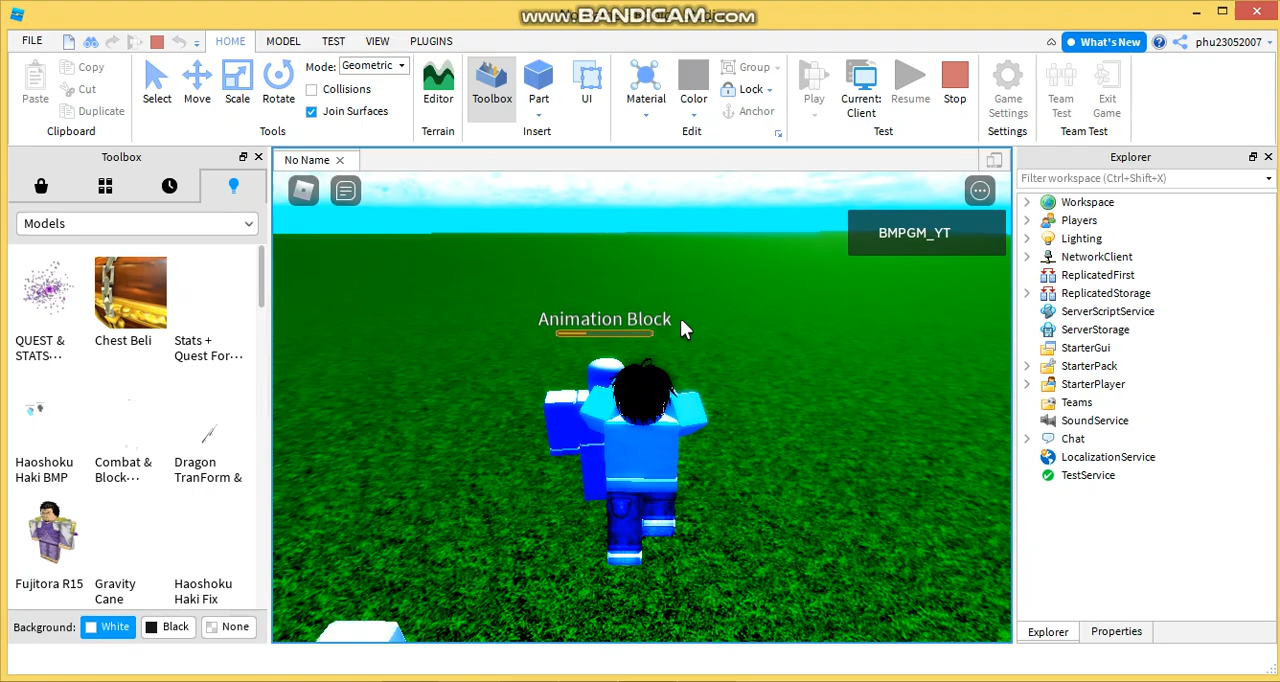 www.BANDICAM.com
FILE HOME MODEL TEST VIEW PLUGINS What's New phu23052007
Paste Copy Cut Duplicate
Clipboard
Select Move Scale Rotate Mode: Geometric
Collisions
Join Surfaces
Tools
Editor
Terrain
Toolbox Part UI
Insert
Material Color Group Lock Anchor
Edit
Play Current: Client Resume Stop
Test
Game Settings
Settings
Team Test Exit Game
Team Test
Toolbox
Models
QUEST & STATS...
Chest Beli
Stats + Quest For...
Haoshoku Haki BMP
Combat & Block...
Dragon TranForm &
Fujitora R15
Gravity Cane
Haoshoku Haki Fix
Background: White Black None
No Name
BMPGM_YT
Animation Block
Explorer
Filter workspace (Ctrl+Shift+X)
Workspace
Players
Lighting
NetworkClient
ReplicatedFirst
ReplicatedStorage
ServerScriptService
ServerStorage
StarterGui
StarterPack
StarterPlayer
Teams
SoundService
Chat
LocalizationService
TestService
Explorer Properties